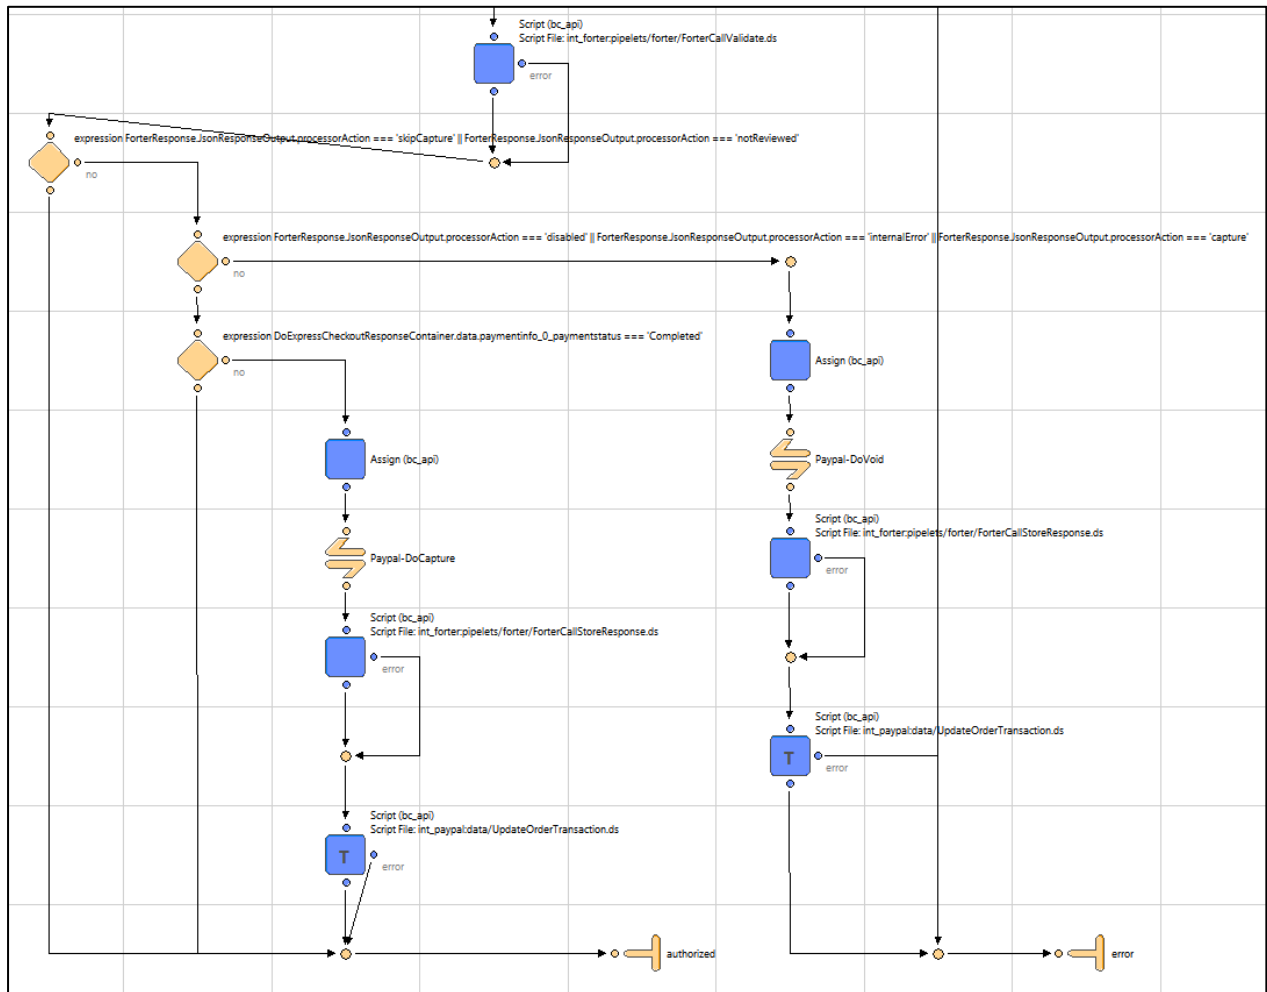 Script (bc_api)
Script File: int_forter:pipelets/forter/ForterCallValidate.ds
error
expression ForterResponse.JsonResponseOutput.processorAction === 'skipCapture' || ForterResponse.JsonResponseOutput.processorAction === 'notReviewed'
no
expression ForterResponse.JsonResponseOutput.processorAction === 'disabled' || ForterResponse.JsonResponseOutput.processorAction === 'internalError' || ForterResponse.JsonResponseOutput.processorAction === 'capture'
no
expression DoExpressCheckoutResponseContainer.data.paymentinfo_0_paymentstatus === 'Completed'
no
Assign (bc_api)
Assign (bc_api)
Paypal-DoVoid
Script (bc_api)
Script File: int_forter:pipelets/forter/ForterCallStoreResponse.ds
error
Paypal-DoCapture
Script (bc_api)
Script File: int_forter:pipelets/forter/ForterCallStoreResponse.ds
error
Script (bc_api)
Script File: int_paypal:data/UpdateOrderTransaction.ds
T
error
Script (bc_api)
Script File: int_paypal:data/UpdateOrderTransaction.ds
T
error
authorized
error